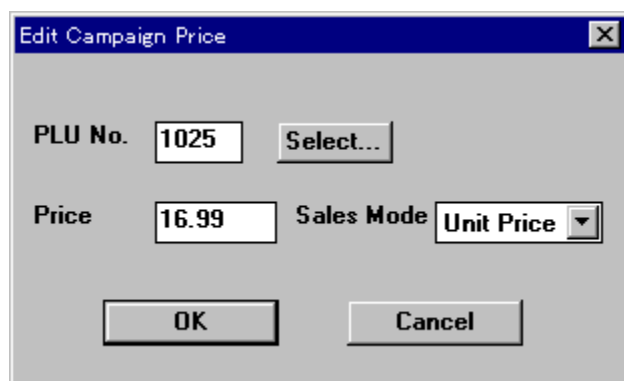 Edit Campaign Price
PLU No. 1025 Select...
Price 16.99 Sales Mode Unit Price
OK Cancel